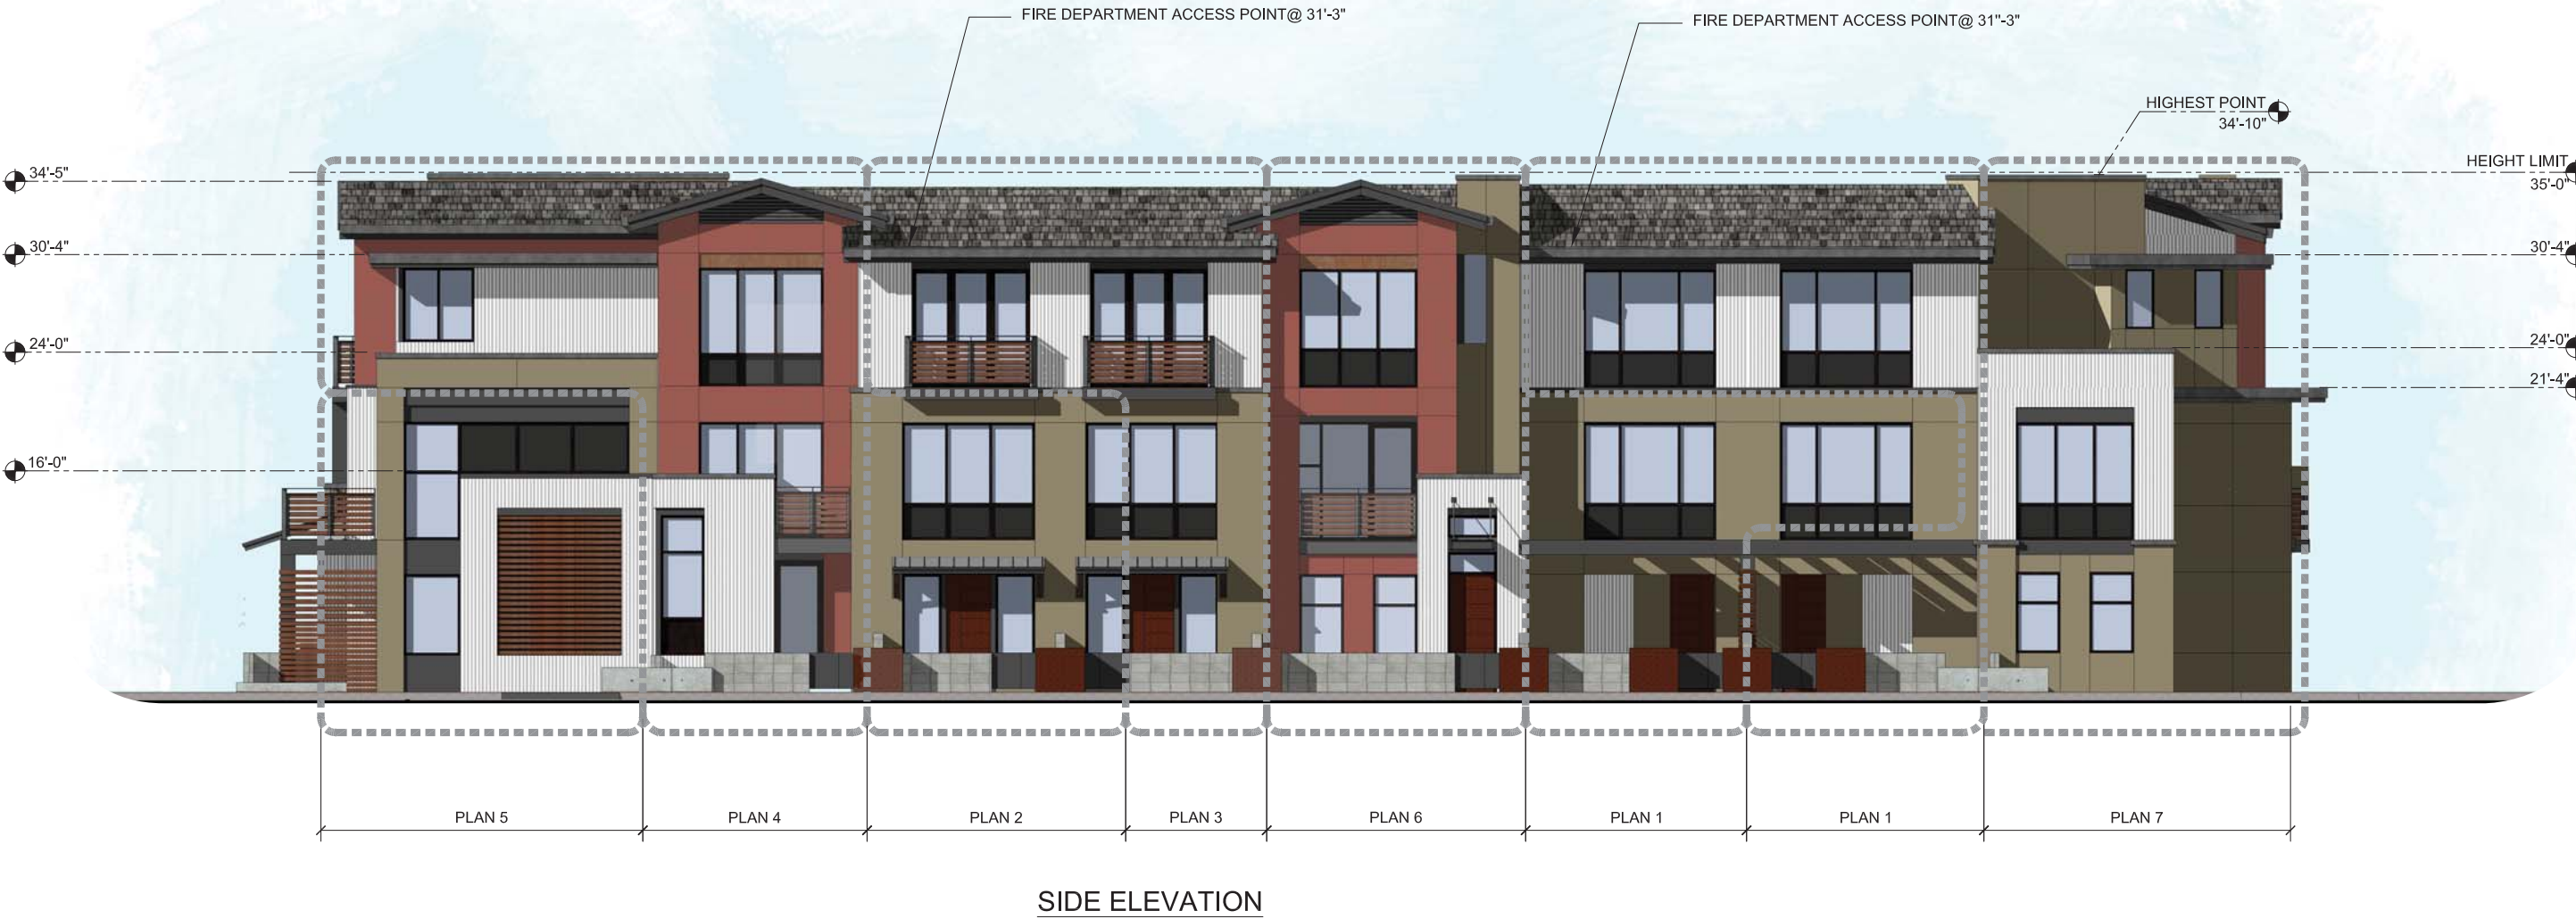 FIRE DEPARTMENT ACCESS POINT@ 31'-3"
FIRE DEPARTMENT ACCESS POINT@ 31"-3"
HIGHEST POINT
34'-10"
HEIGHT LIMIT
35'-0"
34'-5"
30'-4"
30'-4"
24'-0"
24'-0"
21'-4"
16'-0"
PLAN 5
PLAN 4
PLAN 2
PLAN 3
PLAN 6
PLAN 1
PLAN 1
PLAN 7
SIDE ELEVATION